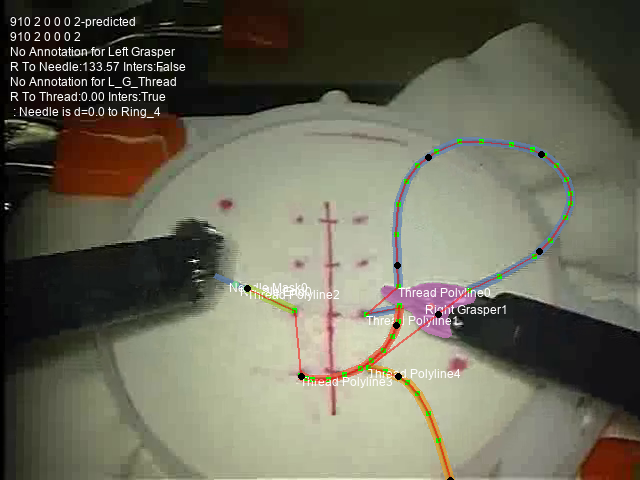 910 2 0 0 0 2-predicted
910 2 0 0 0 2
No Annotation for Left Grasper
R To Needle:133.57 Inters:False
No Annotation for L_G_Thread
R To Thread:0.00 Inters:True
: Needle is d=0.0 to Ring_4
Needle Mask0
Thread Polyline2
Thread Polyline0
Right Grasper1
Thread Polyline1
Thread Polyline4
Thread Polyline3